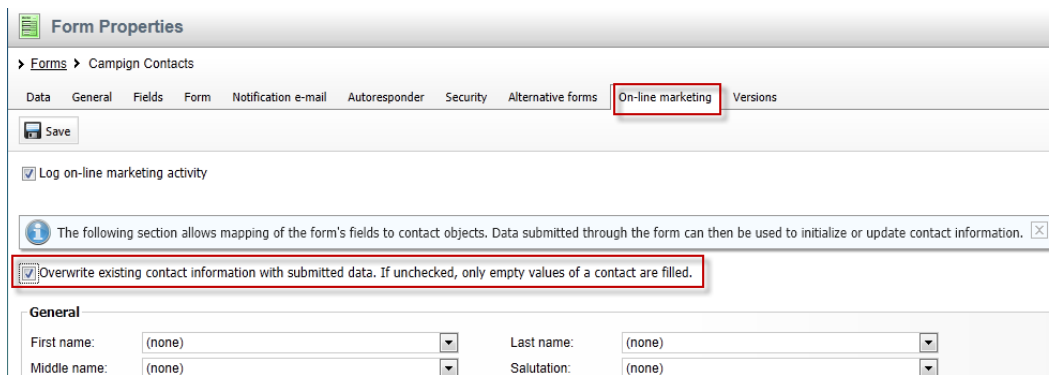 Form Properties
> Forms > Campign Contacts
Data General Fields Form Notification e-mail Autoresponder Security Alternative forms On-line marketing Versions
Save
Log on-line marketing activity
The following section allows mapping of the form's fields to contact objects. Data submitted through the form can then be used to initialize or update contact information.
Overwrite existing contact information with submitted data. If unchecked, only empty values of a contact are filled.
General
First name: (none) Last name: (none)
Middle name: (none) Salutation: (none)